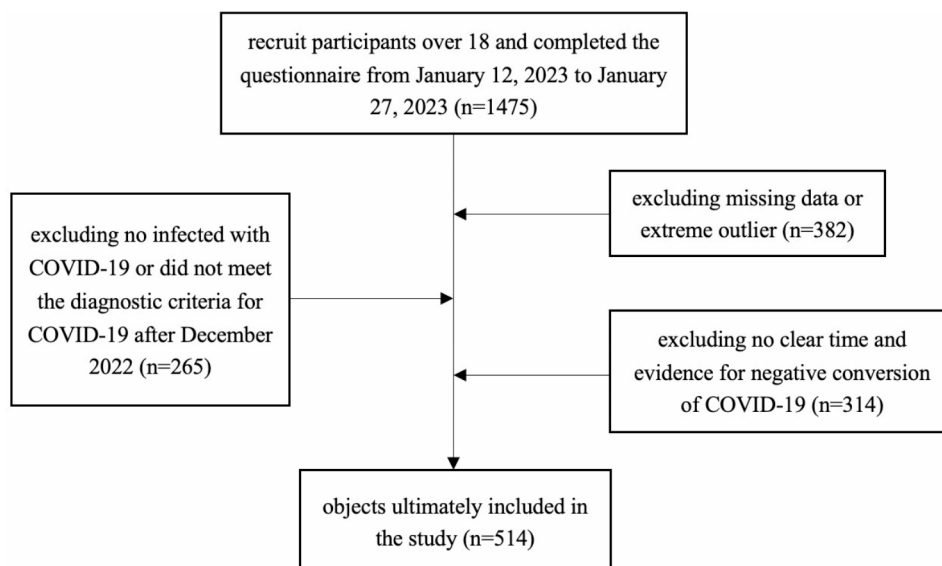 recruit participants over 18 and completed the
questionnaire from January 12, 2023 to January
27, 2023 (n=1475)
excluding missing data or
extreme outlier (n=382)
excluding no infected with
COVID-19 or did not meet
the diagnostic criteria for
COVID-19 after December
2022 (n=265)
excluding no clear time and
evidence for negative conversion
of COVID-19 (n=314)
objects ultimately included in
the study (n=514)